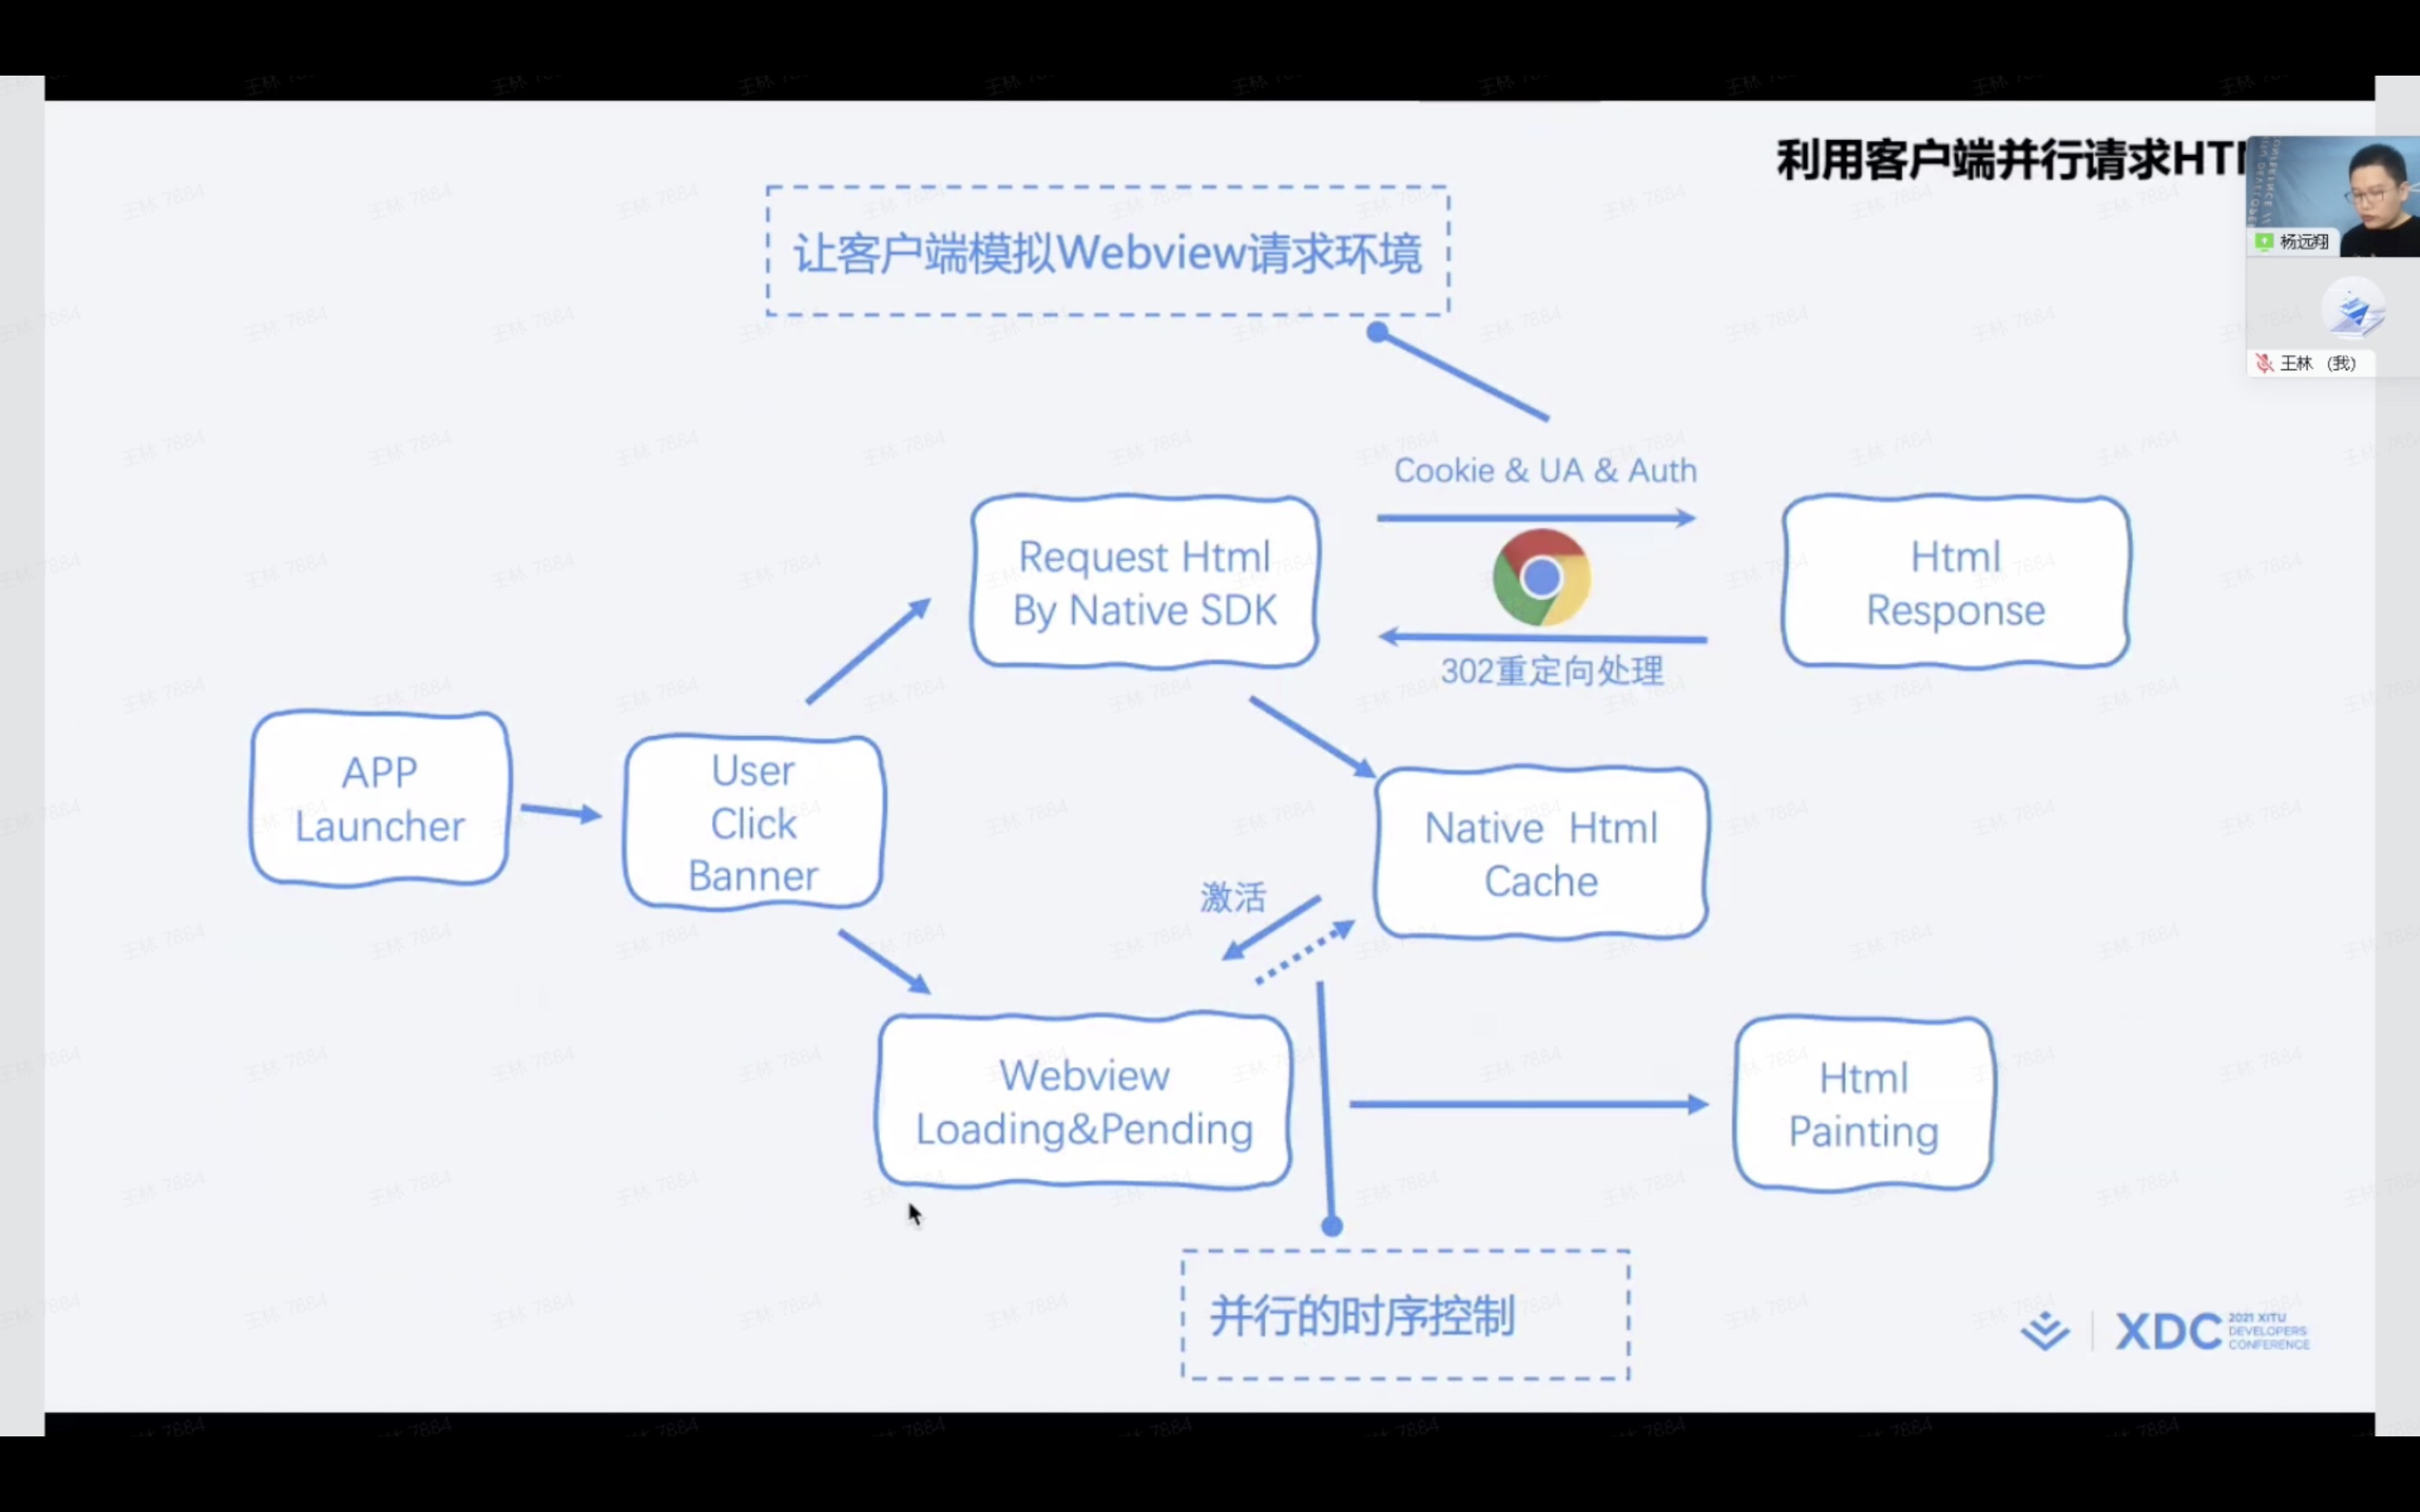 利用客户端并行请求HT
杨远翔
王林 (我)
让客户端模拟Webview请求环境
Cookie & UA & Auth
Request Html
By Native SDK
Html
Response
302重定向处理
APP
Launcher
User
Click
Banner
Native Html
Cache
激活
Webview
Loading&Pending
Html
Painting
并行的时序控制
XDC
2021 XITU
DEVELOPERS
CONFERENCE
王林 7884